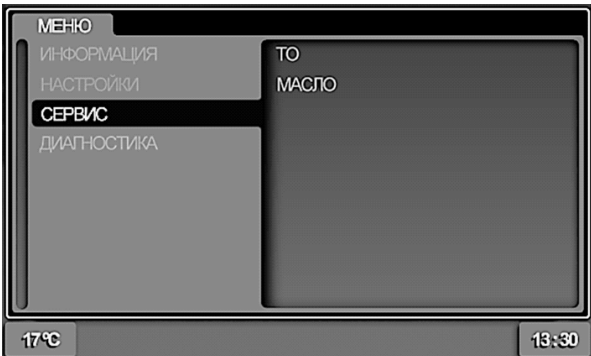 МЕНЮ
ИНФОРМАЦИЯ
НАСТРОЙКИ
СЕРВИС
ДИАГНОСТИКА
ТО
МАСЛО
17°C
13:30